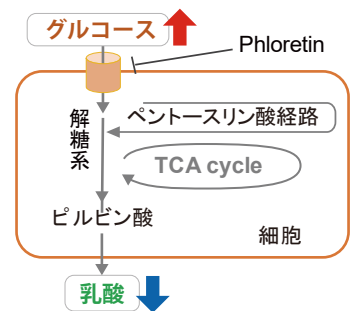 グルコース
Phloretin
解糖系
ペントースリン酸経路
TCA cycle
ピルビン酸
細胞
乳酸